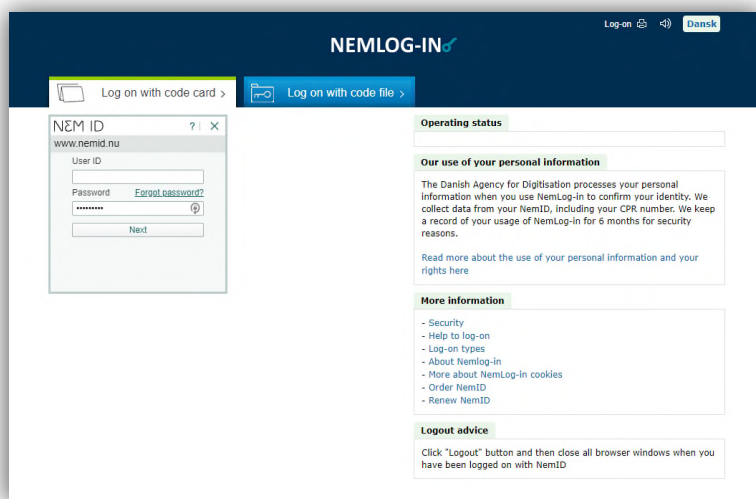 Log-on Dansk
NEMLOG-IN
Log on with code card >
Log on with code file >
NEM ID ? X
www.nemid.nu
User ID
Password Forgot password?
•••••••••
Next
Operating status
Our use of your personal information
The Danish Agency for Digitisation processes your personal
information when you use NemLog-in to confirm your identity. We
collect data from your NemID, including your CPR number. We keep
a record of your usage of NemLog-in for 6 months for security
reasons.
Read more about the use of your personal information and your
rights here
More information
- Security
- Help to log-on
- Log-on types
- About Nemlog-in
- More about NemLog-in cookies
- Order NemID
- Renew NemID
Logout advice
Click "Logout" button and then close all browser windows when you
have been logged on with NemID